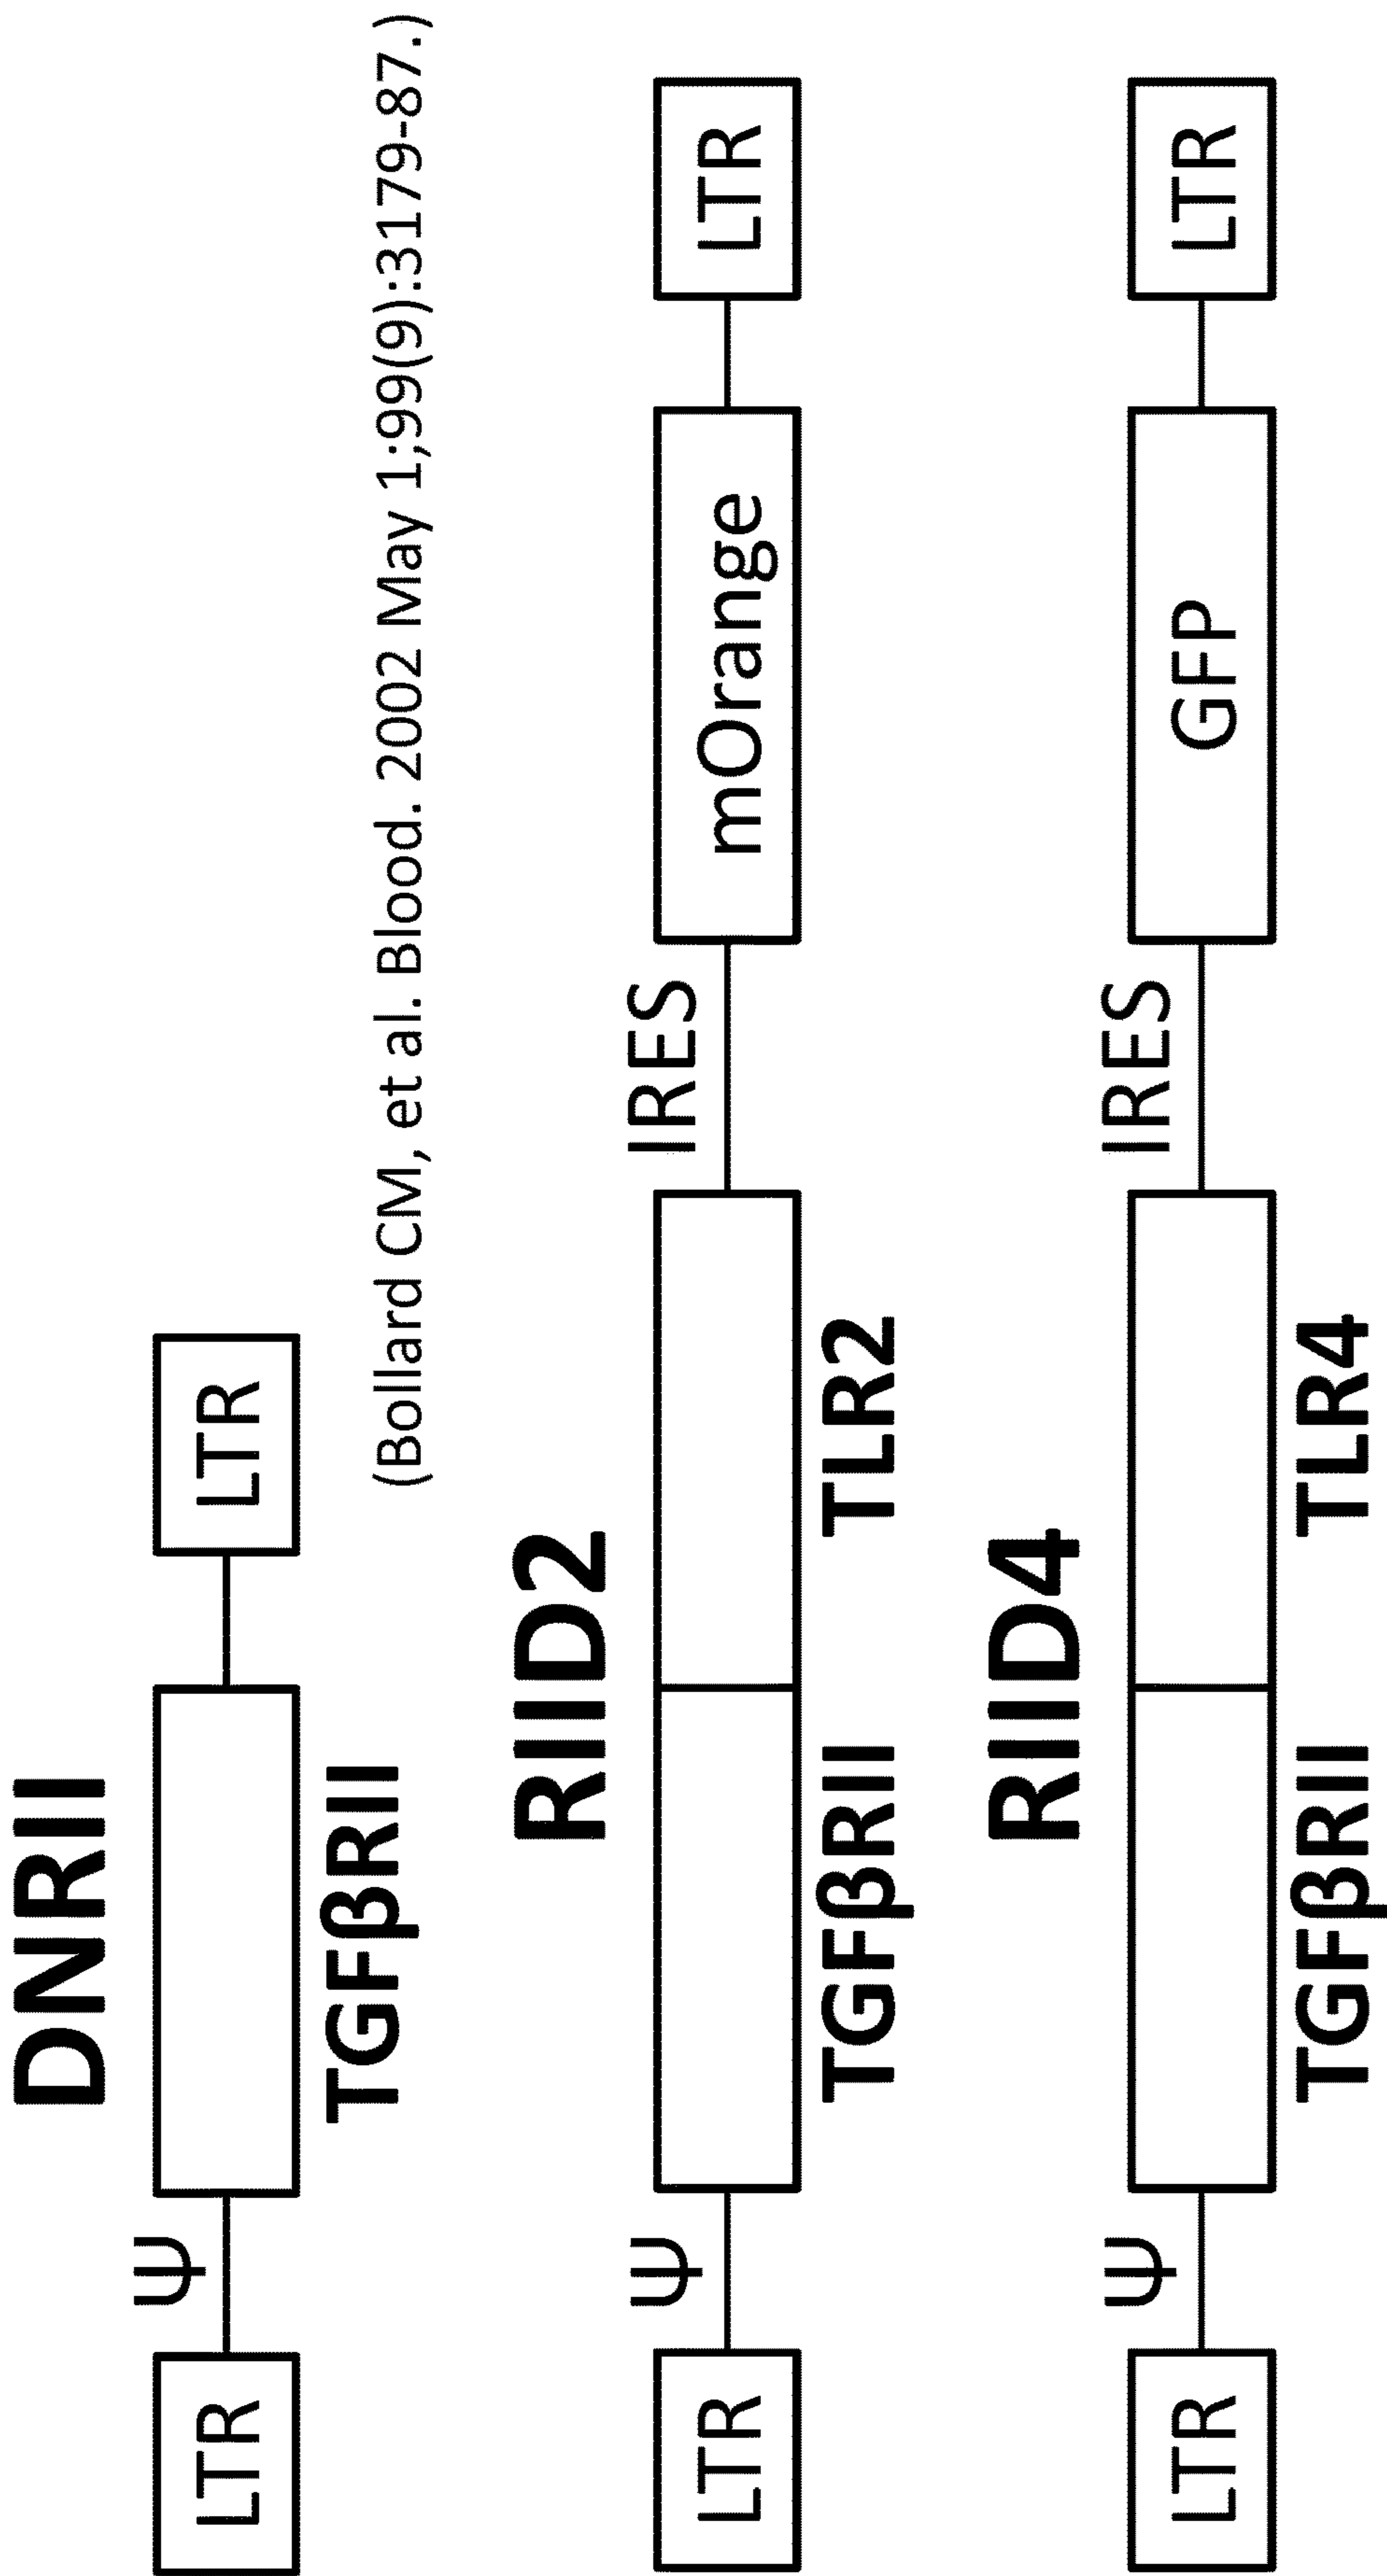 DNRII
LTR Ψ LTR
TGFβRII
(Bollard CM, et al. Blood. 2002 May 1;99(9):3179-87.)
RIID2
LTR Ψ IRES mOrange LTR
TGFβRII TLR2
RIID4
LTR Ψ IRES GFP LTR
TGFβRII TLR4